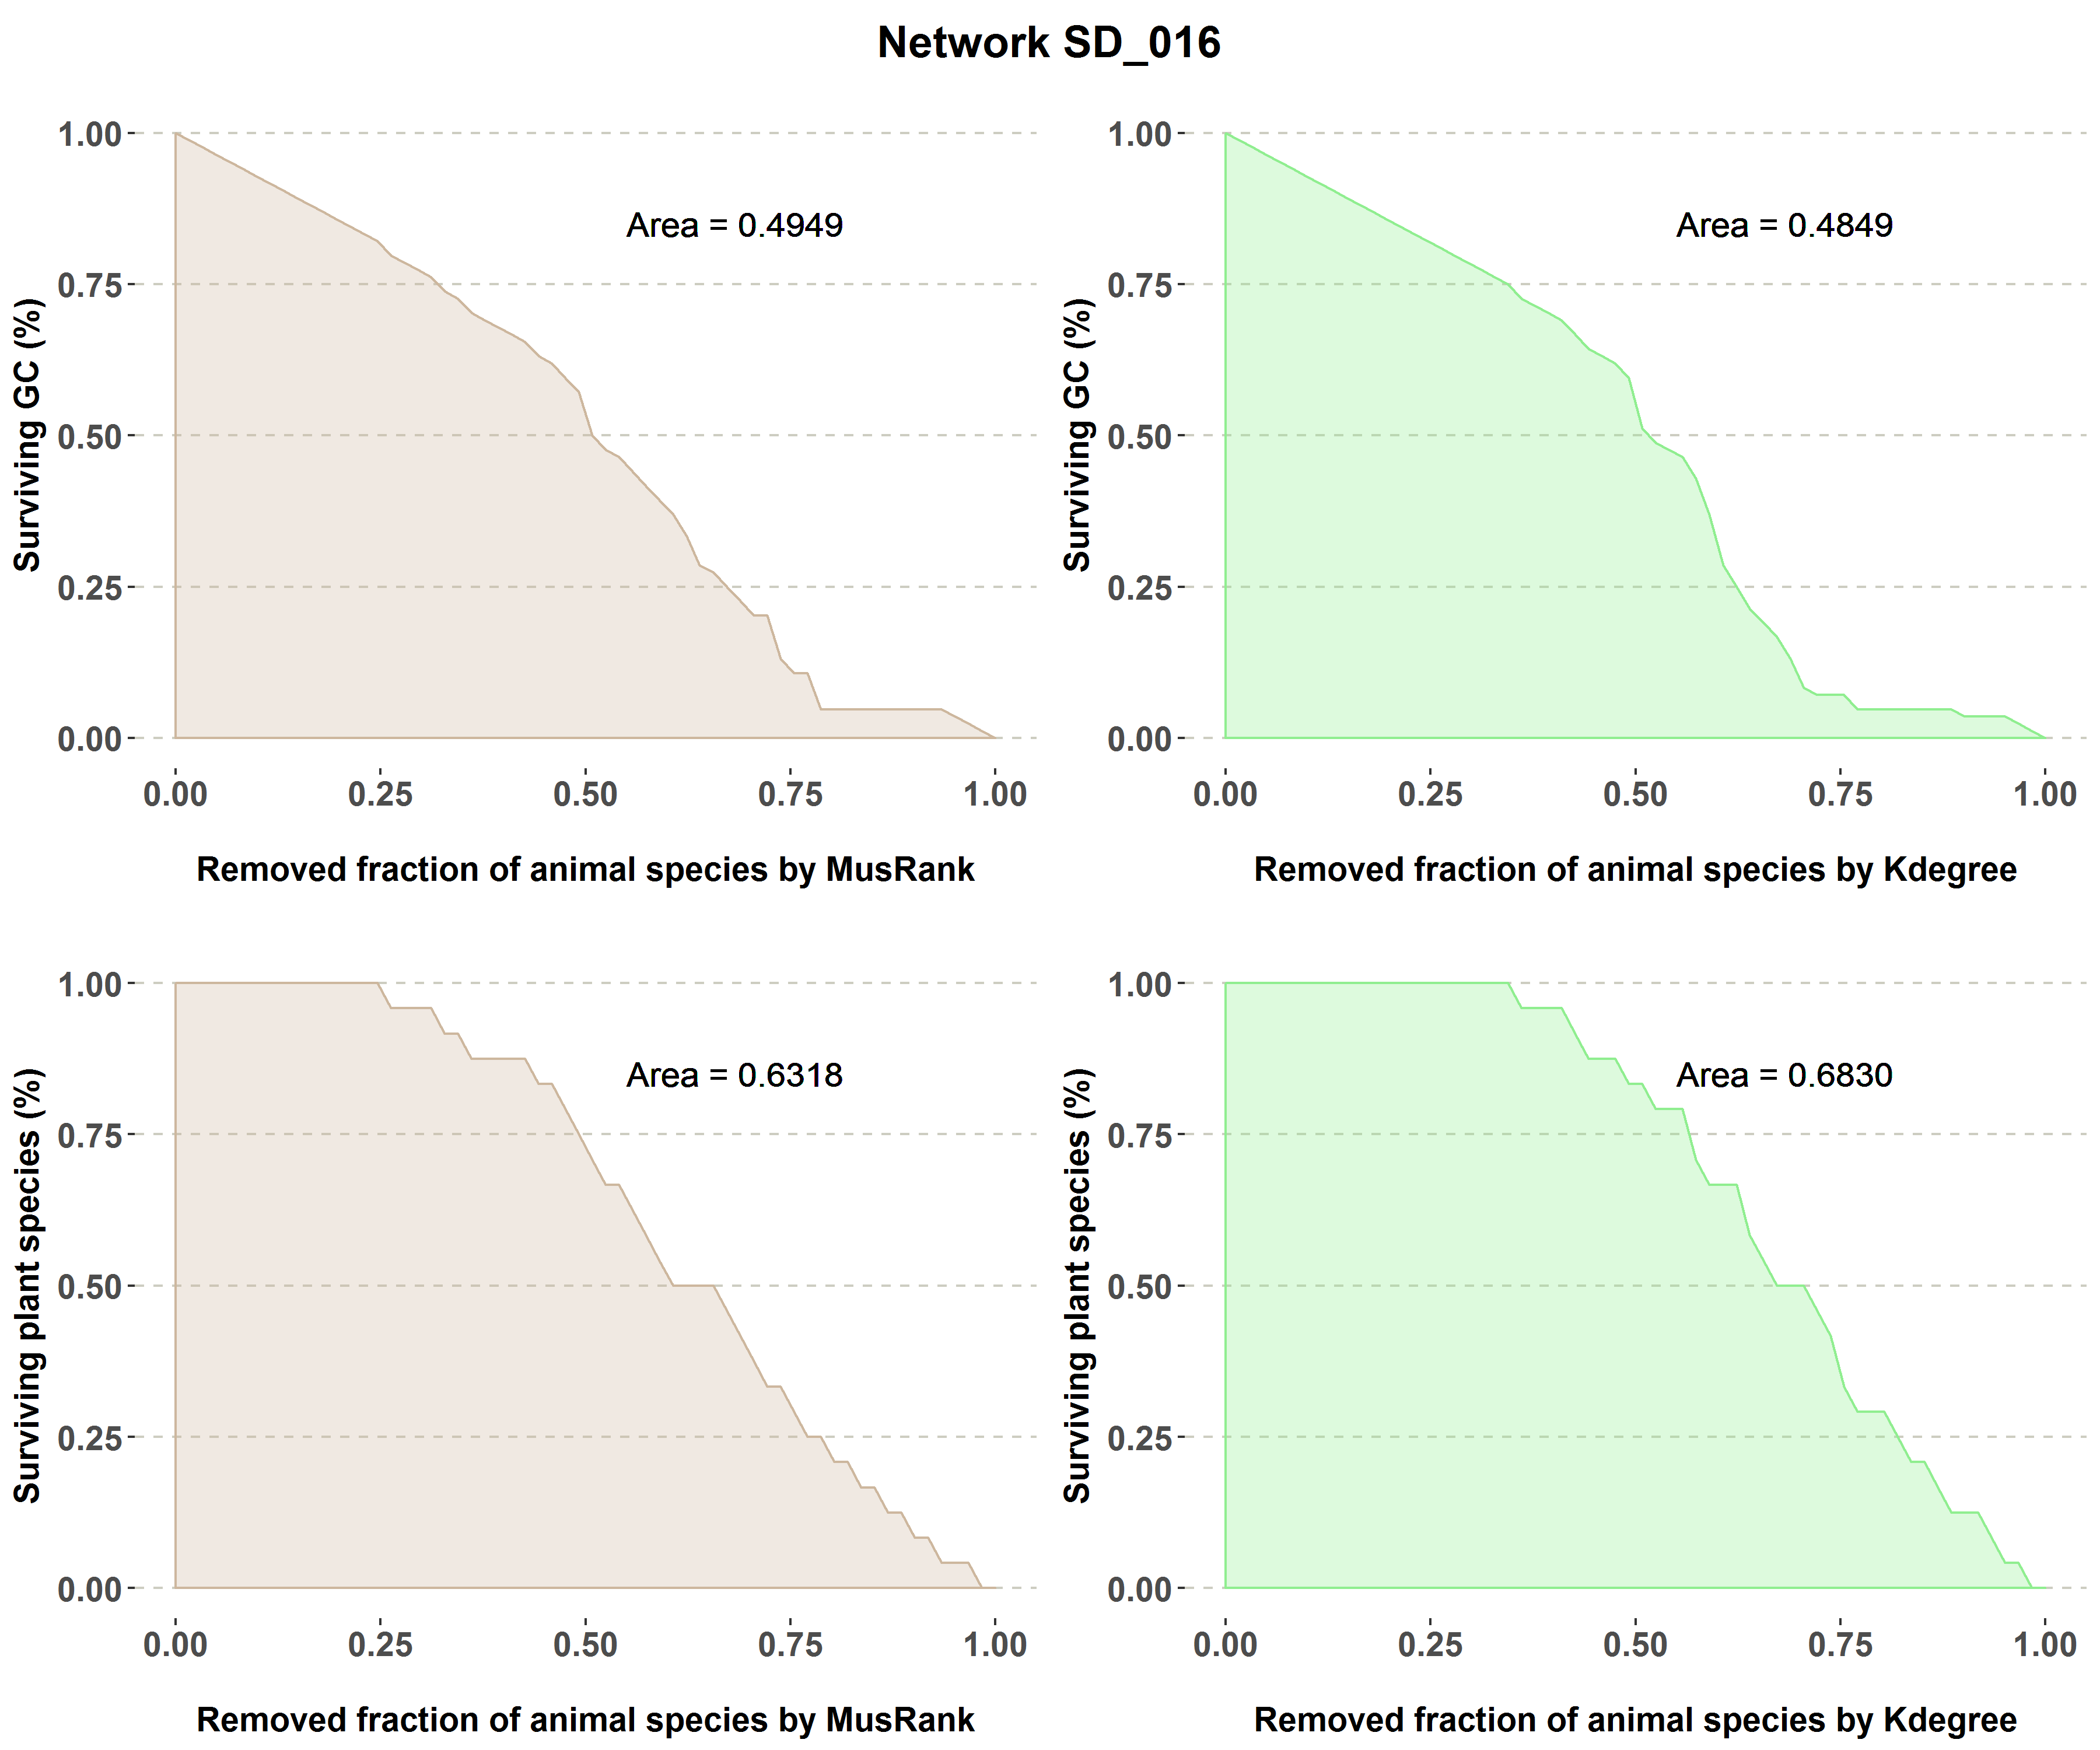 Network SD_016
1.00
0.75
0.50
0.25
0.00
Surviving GC (%)
Area = 0.4949
0.00 0.25 0.50 0.75 1.00
Removed fraction of animal species by MusRank
1.00
0.75
0.50
0.25
0.00
Surviving GC (%)
Area = 0.4849
0.00 0.25 0.50 0.75 1.00
Removed fraction of animal species by Kdegree
1.00
0.75
0.50
0.25
0.00
Surviving plant species (%)
Area = 0.6318
0.00 0.25 0.50 0.75 1.00
Removed fraction of animal species by MusRank
1.00
0.75
0.50
0.25
0.00
Surviving plant species (%)
Area = 0.6830
0.00 0.25 0.50 0.75 1.00
Removed fraction of animal species by Kdegree